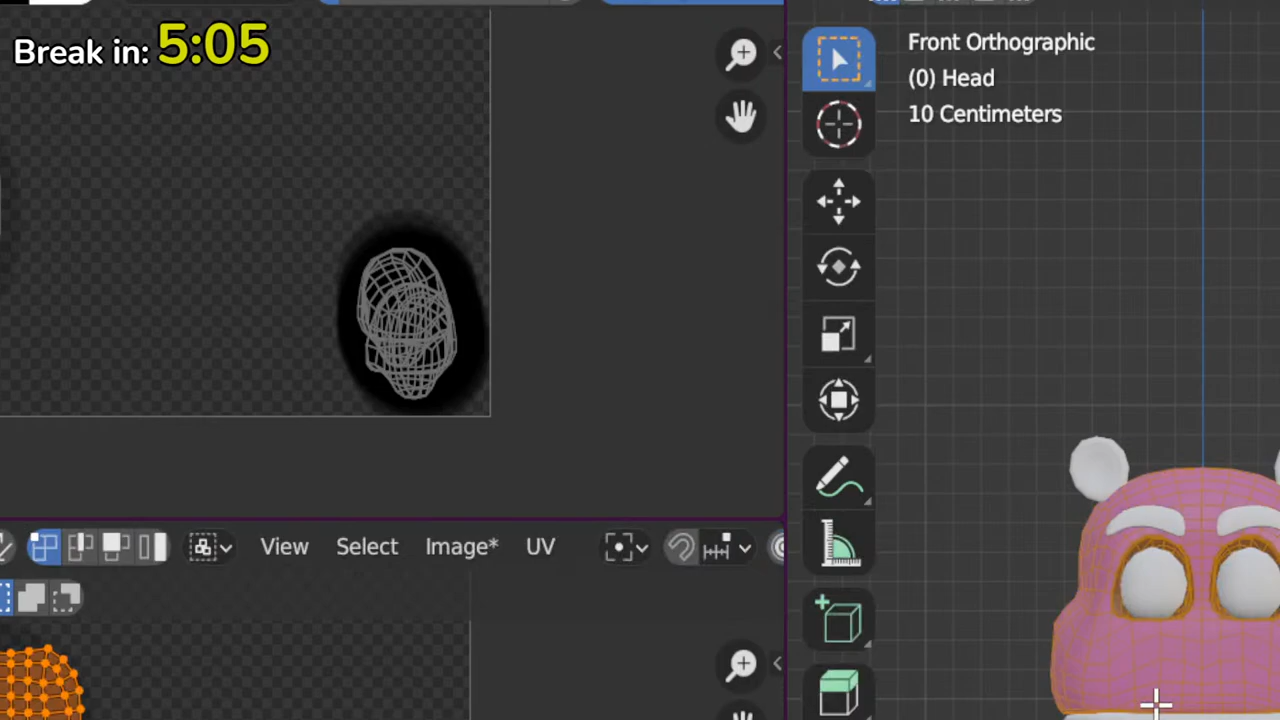 Break in: 5:05
Front Orthographic
(0) Head
10 Centimeters
View Select Image* UV